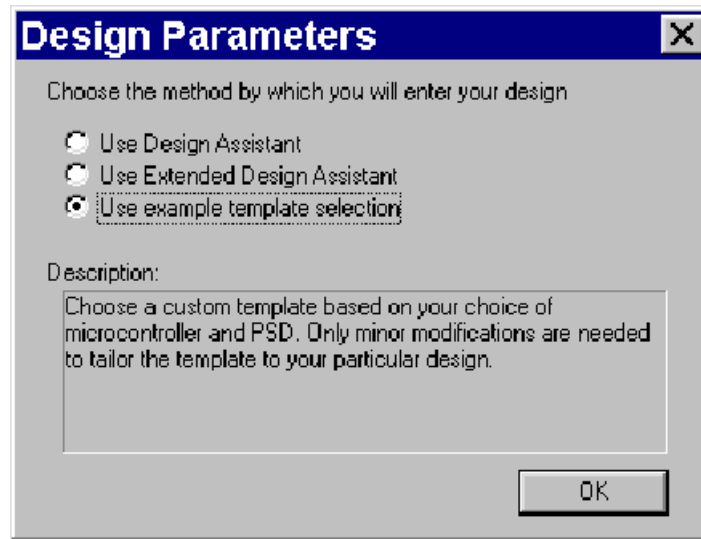 Design Parameters
Choose the method by which you will enter your design
Use Design Assistant
Use Extended Design Assistant
Use example template selection
Description:
Choose a custom template based on your choice of
microcontroller and PSD. Only minor modifications are needed
to tailor the template to your particular design.
OK